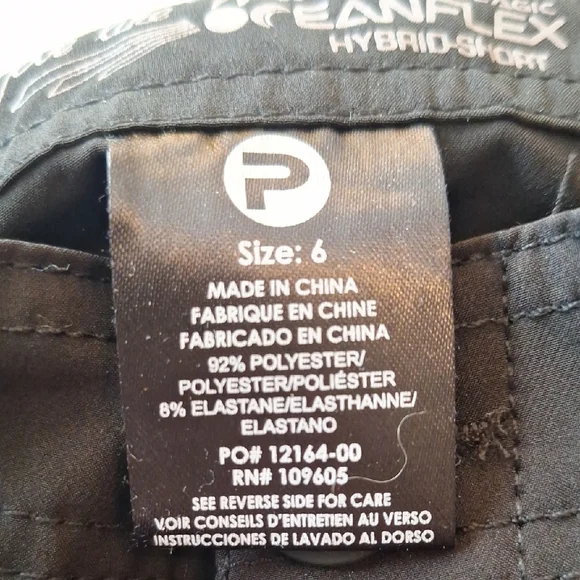 AGIC
OCEANFLEX
HYBRID-SHORT
P
Size: 6
MADE IN CHINA
FABRIQUE EN CHINE
FABRICADO EN CHINA
92% POLYESTER/
POLYESTER/POLIÉSTER
8% ELASTANE/ELASTHANNE/
ELASTANO
PO# 12164-00
RN# 109605
SEE REVERSE SIDE FOR CARE
VOIR CONSEILS D'ENTRETIEN AU VERSO
INSTRUCCIONES DE LAVADO AL DORSO